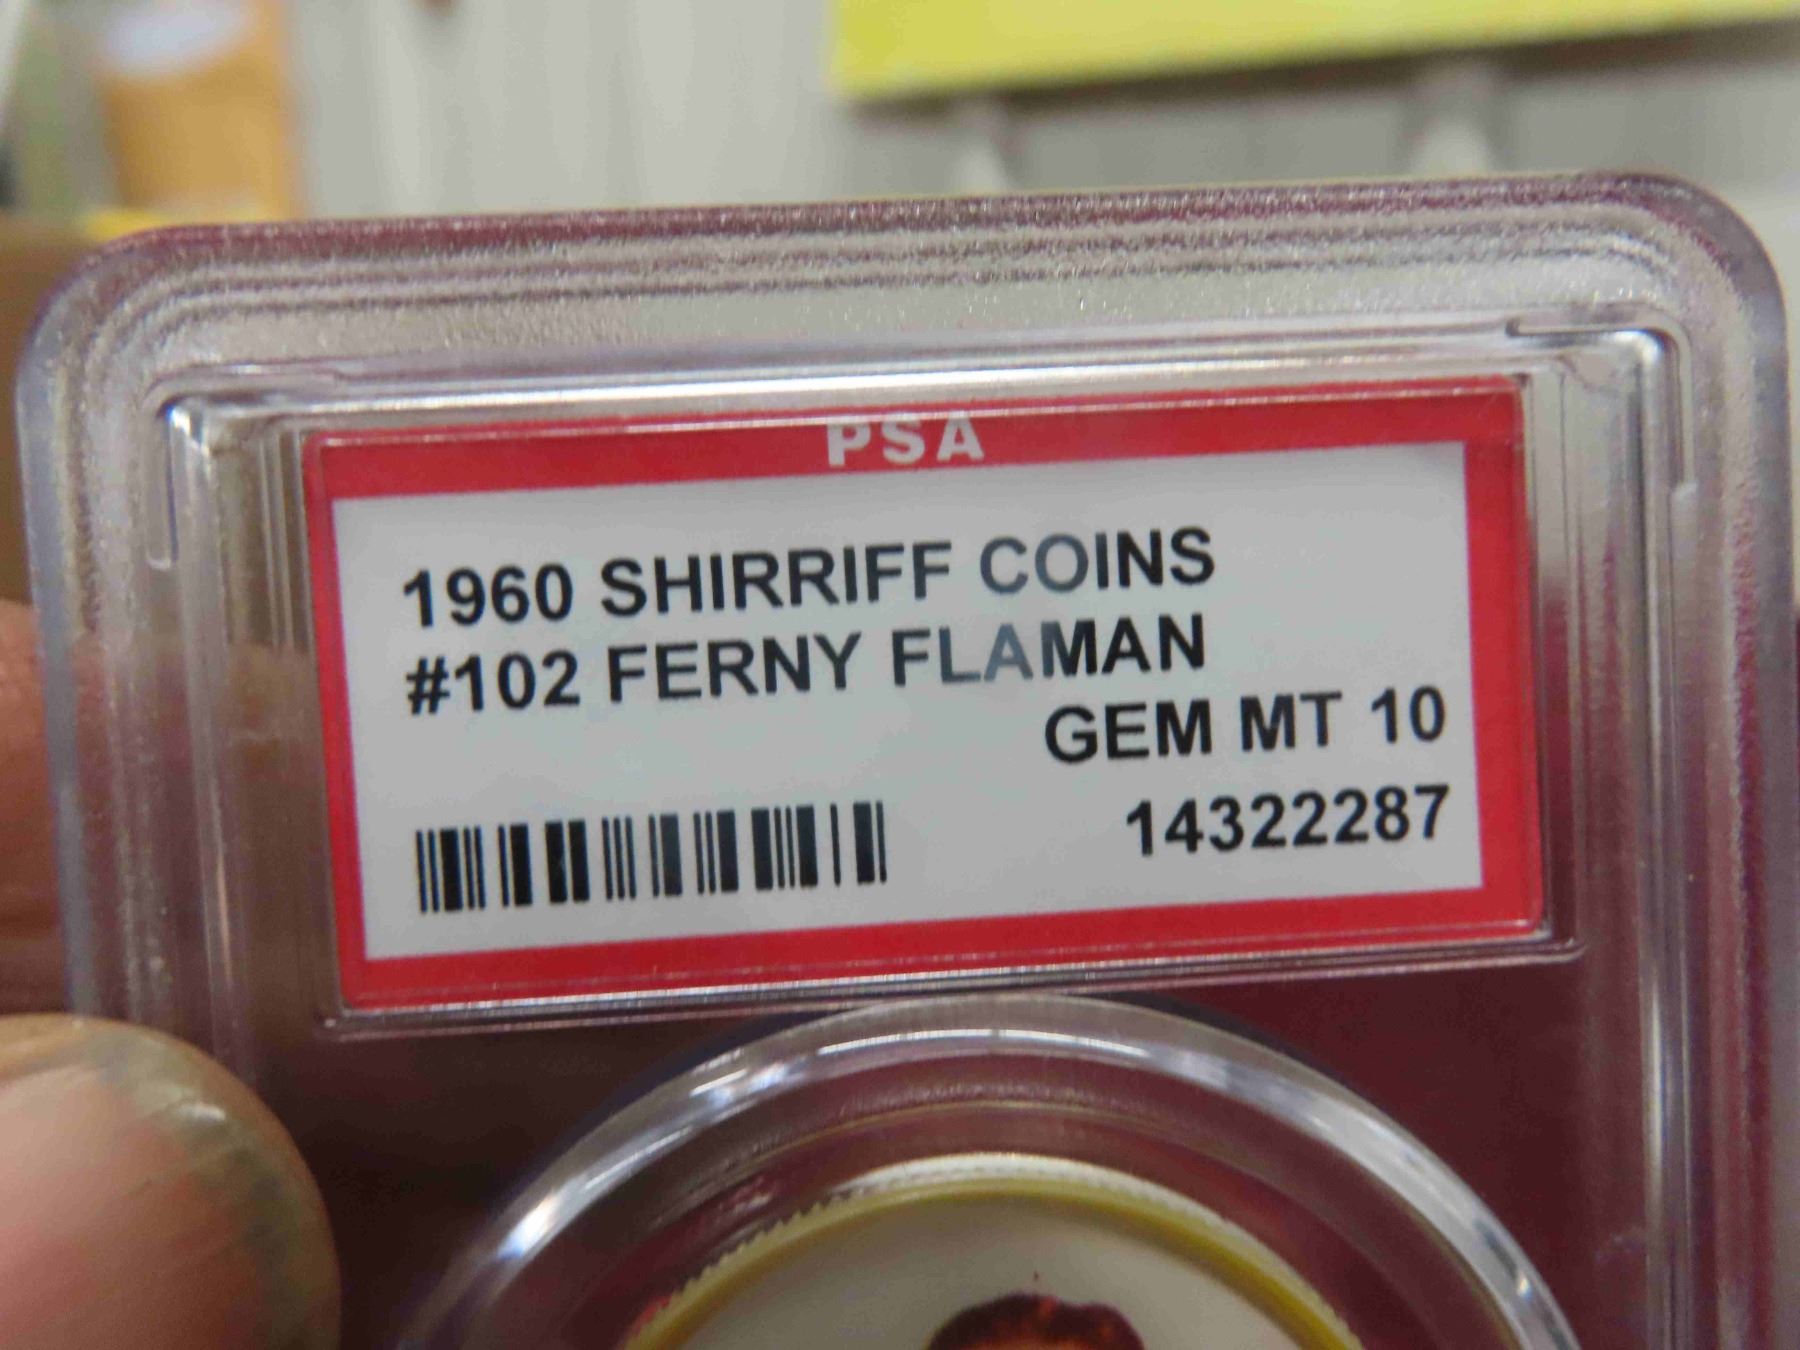 PSA
1960 SHIRRIFF COINS
#102 FERNY FLAMAN
GEM MT 10
14322287